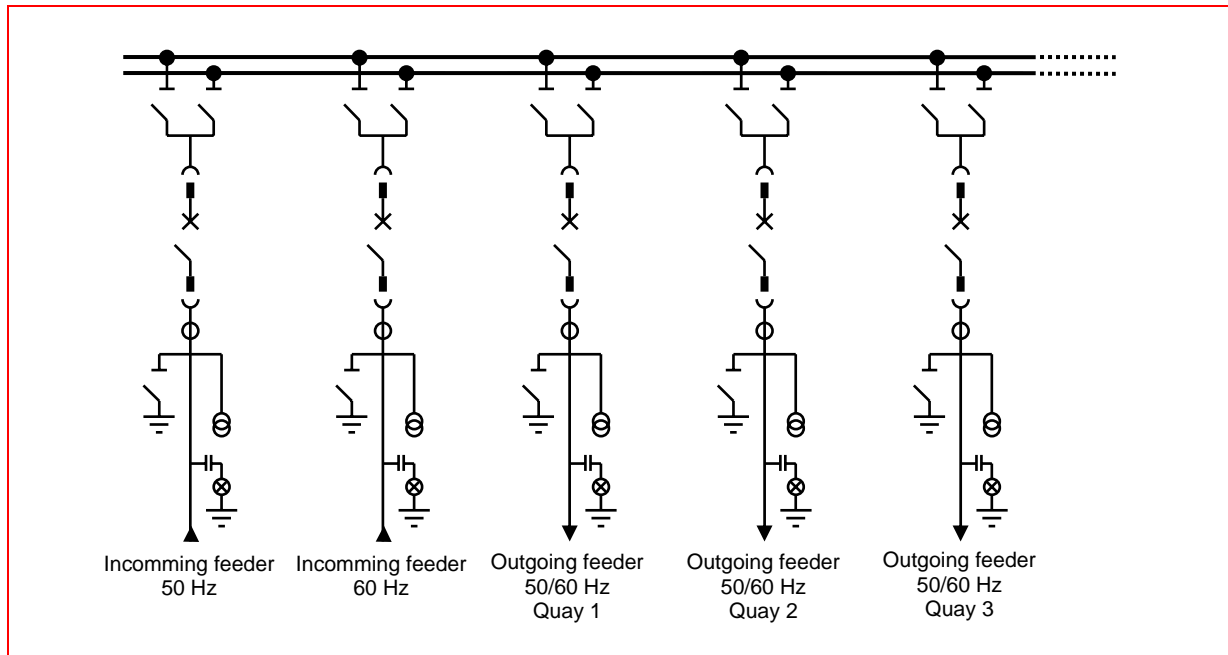 Incomming feeder
50 Hz
Incomming feeder
60 Hz
Outgoing feeder
50/60 Hz
Quay 1
Outgoing feeder
50/60 Hz
Quay 2
Outgoing feeder
50/60 Hz
Quay 3